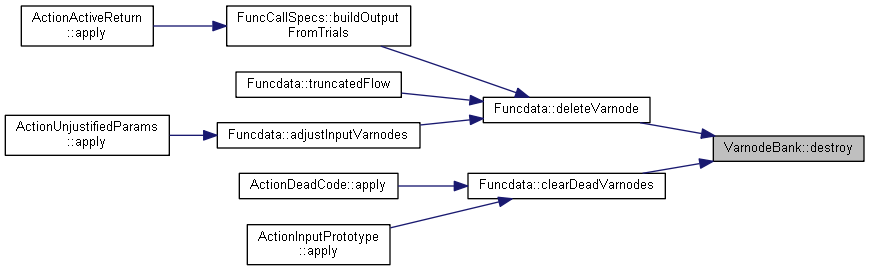 ActionActiveReturn
::apply
FuncCallSpecs::buildOutput
FromTrials
Funcdata::truncatedFlow
Funcdata::deleteVarnode
ActionUnjustifiedParams
::apply
Funcdata::adjustInputVarnodes
VarnodeBank::destroy
ActionDeadCode::apply
Funcdata::clearDeadVarnodes
ActionInputPrototype
::apply